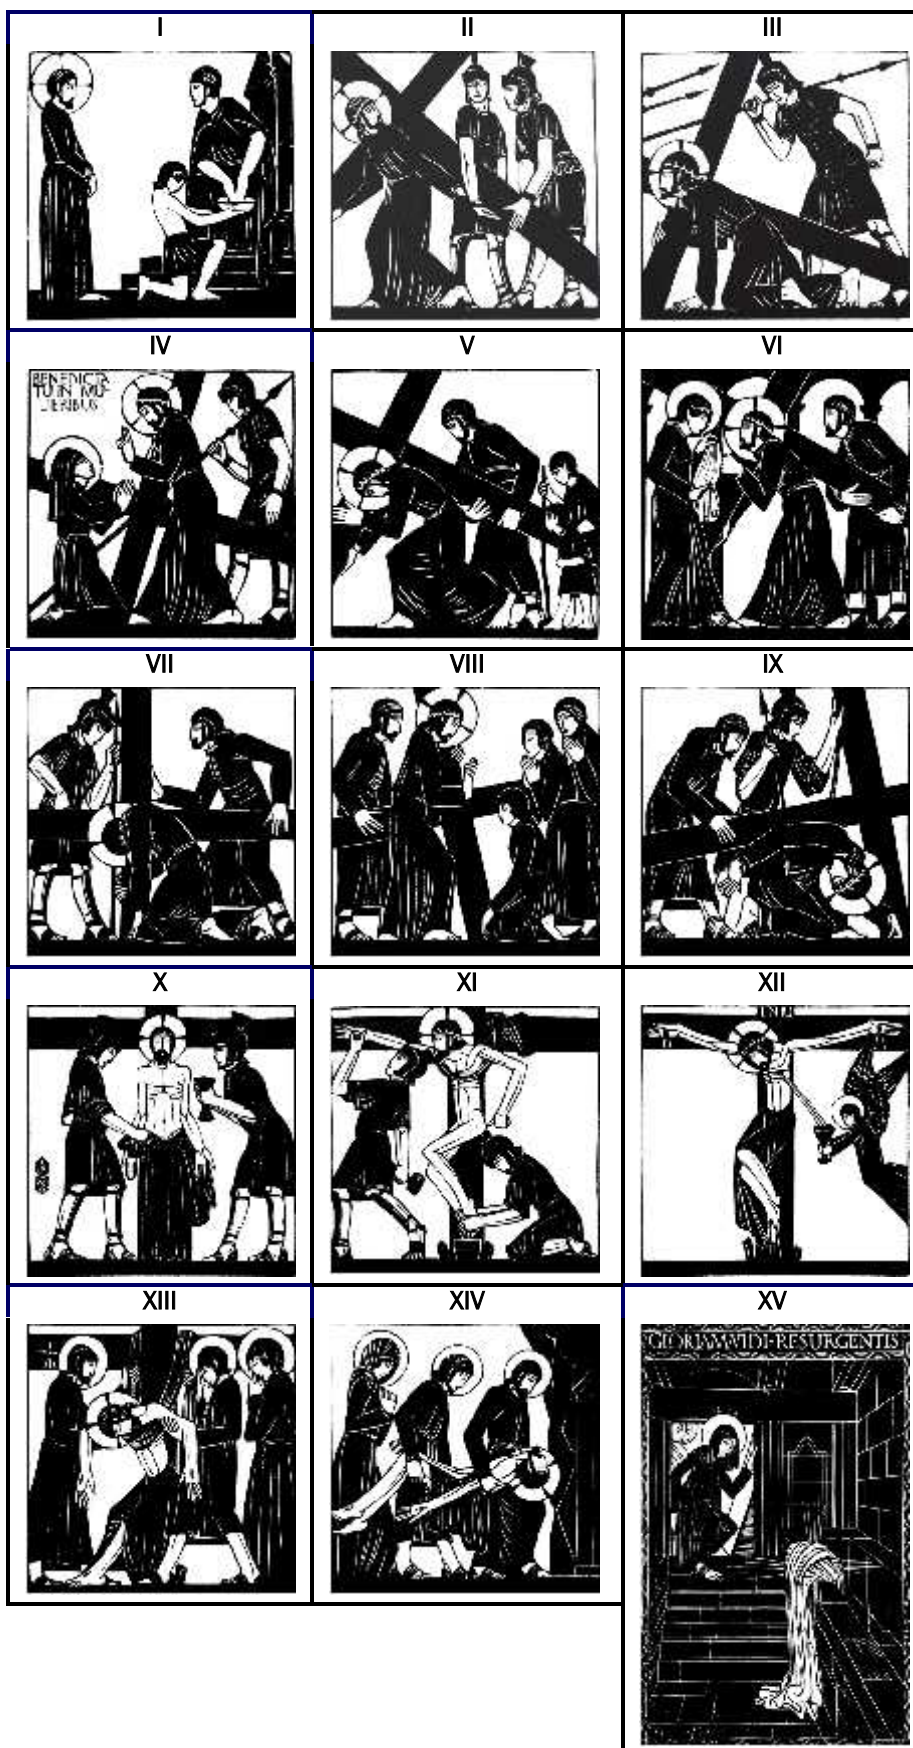 I
II
III
IV
V
VI
BENEDICTA
TU IN MU-
LIERIBUS
VII
VIII
IX
X
XI
XII
INRI
XIII
XIV
XV
GLORIAM VIDI RESURGENTIS